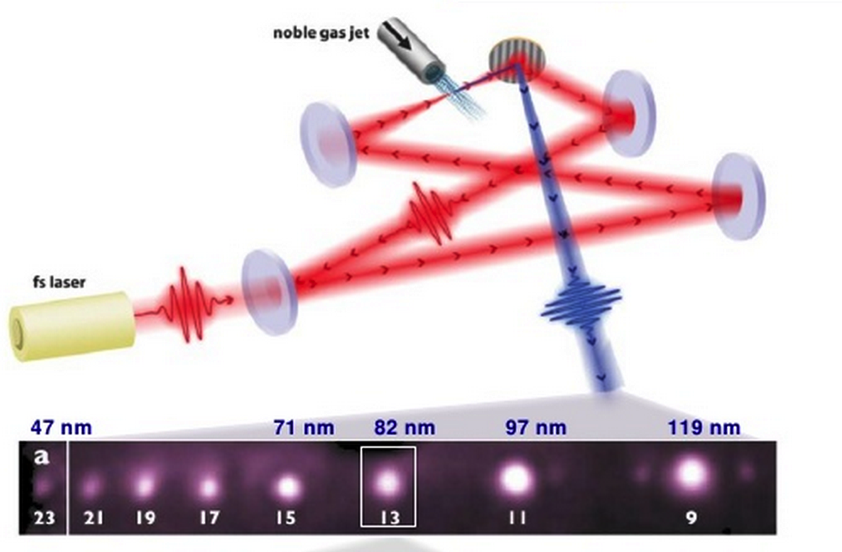 noble gas jet
fs laser
47 nm 71 nm 82 nm 97 nm 119 nm
a
23 21 19 17 15 13 11 9